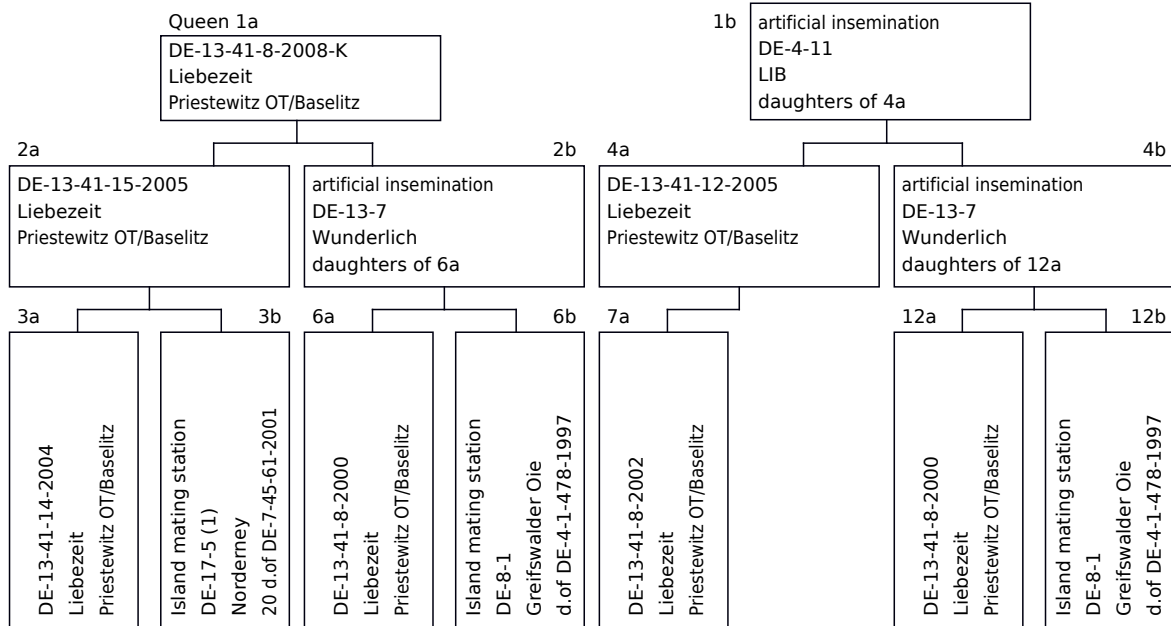 Queen 1a
DE-13-41-8-2008-K
Liebezeit
Priestewitz OT/Baselitz
1b
artificial insemination
DE-4-11
LIB
daughters of 4a
2a
DE-13-41-15-2005
Liebezeit
Priestewitz OT/Baselitz
2b
artificial insemination
DE-13-7
Wunderlich
daughters of 6a
4a
DE-13-41-12-2005
Liebezeit
Priestewitz OT/Baselitz
4b
artificial insemination
DE-13-7
Wunderlich
daughters of 12a
3a
DE-13-41-14-2004
Liebezeit
Priestewitz OT/Baselitz
3b
Island mating station
DE-17-5 (1)
Norderney
20 d.of DE-7-45-61-2001
6a
DE-13-41-8-2000
Liebezeit
Priestewitz OT/Baselitz
6b
Island mating station
DE-8-1
Greifswalder Oie
d.of DE-4-1-478-1997
7a
DE-13-41-8-2002
Liebezeit
Priestewitz OT/Baselitz
12a
DE-13-41-8-2000
Liebezeit
Priestewitz OT/Baselitz
12b
Island mating station
DE-8-1
Greifswalder Oie
d.of DE-4-1-478-1997